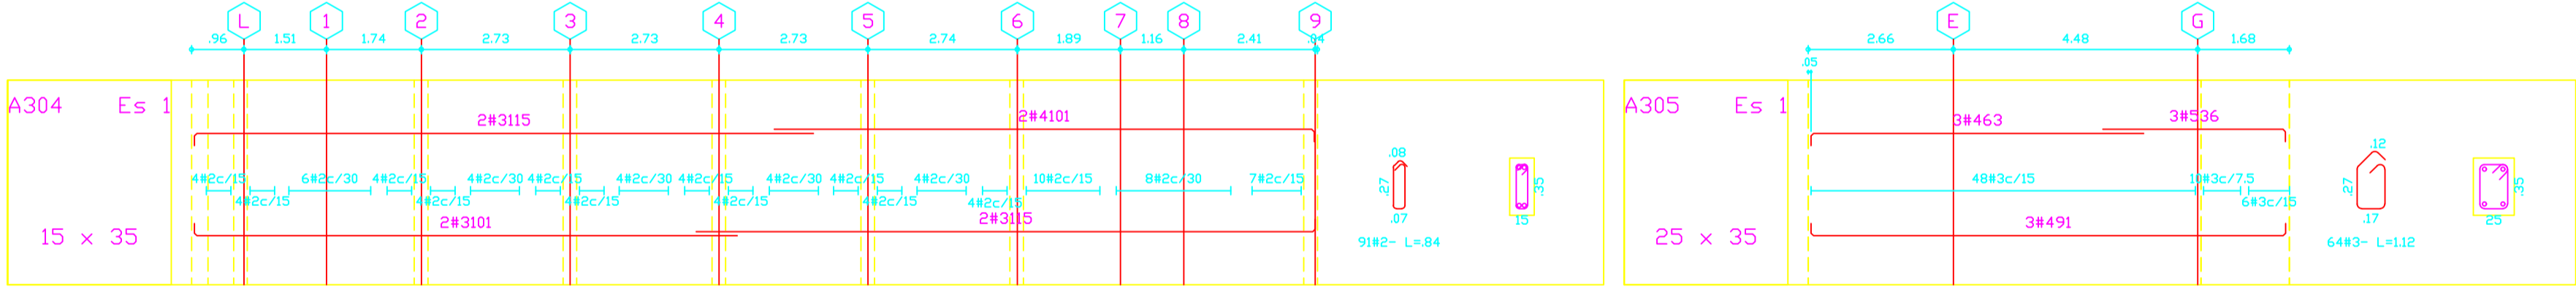 L 1 2 3 4 5 6 7 8 9
.96 1.51 1.74 2.73 2.73 2.73 2.74 1.89 1.16 2.41 .04
A304 Es 1
2#3115 2#4101
4#2c/15 6#2c/30 4#2c/15 4#2c/30 4#2c/15 4#2c/30 4#2c/15 4#2c/30 4#2c/15 4#2c/30 10#2c/15 8#2c/30 7#2c/15
4#2c/15 4#2c/15 4#2c/15 4#2c/15 4#2c/15 4#2c/15
2#3101 2#3115
15 x 35
.08
.27
.07
91#2- L=.84
.35
15
E G
2.66 4.48 1.68
.05
A305 Es 1
3#463 3#536
48#3c/15 10#3c/7.5
6#3c/15
3#491
25 x 35
.12
.27
.17
64#3- L=1.12
.35
25